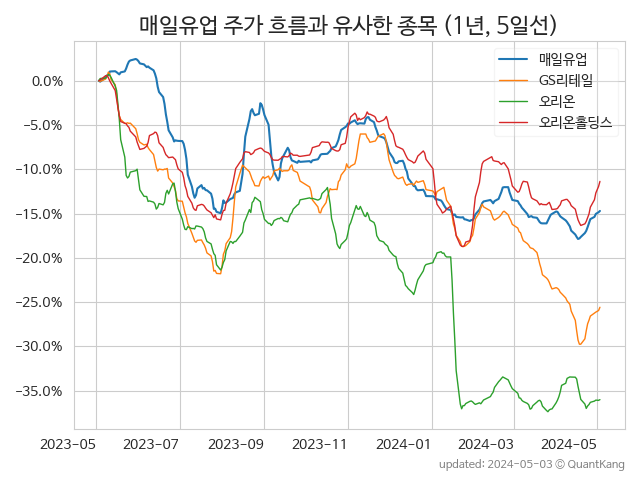 매일유업 주가 흐름과 유사한 종목 (1년, 5일선)
매일유업
GS리테일
오리온
오리온홀딩스
0.0%
−5.0%
−10.0%
−15.0%
−20.0%
−25.0%
−30.0%
−35.0%
2023-05 2023-07 2023-09 2023-11 2024-01 2024-03 2024-05
updated: 2024-05-03 ⓒ QuantKang